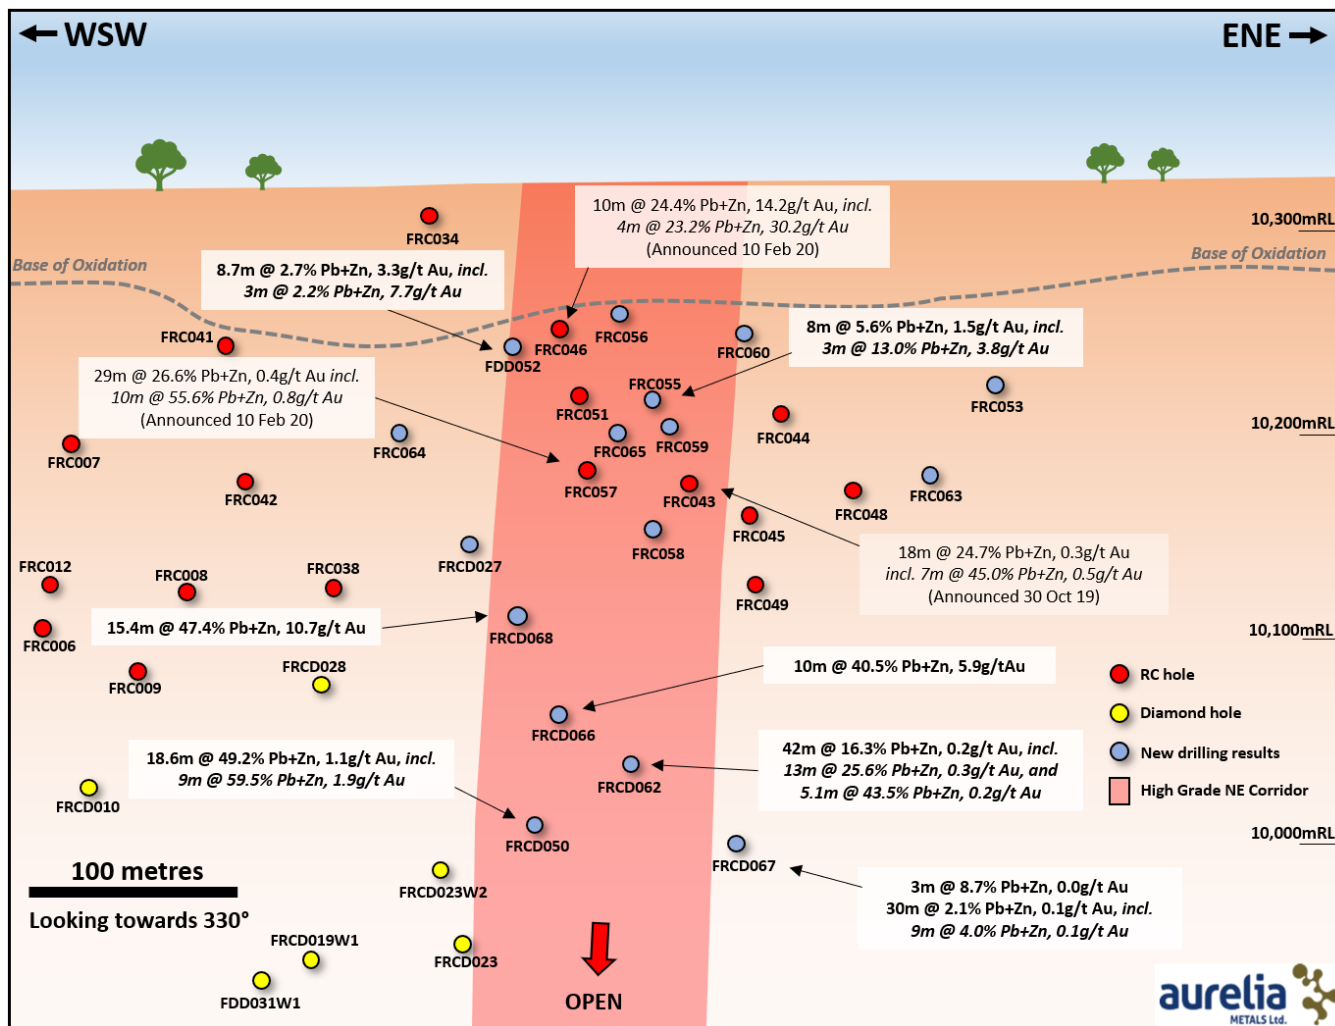 WSW
ENE
10m @ 24.4% Pb+Zn, 14.2g/t Au, incl.
4m @ 23.2% Pb+Zn, 30.2g/t Au
(Announced 10 Feb 20)
10,300mRL
FRC034
Base of Oxidation
Base of Oxidation
8.7m @ 2.7% Pb+Zn, 3.3g/t Au, incl.
3m @ 2.2% Pb+Zn, 7.7g/t Au
FRC041
FRC046
FRC056
FRC060
8m @ 5.6% Pb+Zn, 1.5g/t Au, incl.
3m @ 13.0% Pb+Zn, 3.8g/t Au
FDD052
29m @ 26.6% Pb+Zn, 0.4g/t Au incl.
10m @ 55.6% Pb+Zn, 0.8g/t Au
(Announced 10 Feb 20)
FRC055
FRC051
FRC053
10,200mRL
FRC044
FRC007
FRC064
FRC065
FRC059
FRC042
FRC057
FRC043
FRC048
FRC063
FRC045
FRC058
18m @ 24.7% Pb+Zn, 0.3g/t Au
incl. 7m @ 45.0% Pb+Zn, 0.5g/t Au
(Announced 30 Oct 19)
FRCD027
FRC012
FRC008
FRC038
FRC049
15.4m @ 47.4% Pb+Zn, 10.7g/t Au
FRCD068
10,100mRL
FRC006
FRC009
FRCD028
10m @ 40.5% Pb+Zn, 5.9g/tAu
RC hole
Diamond hole
New drilling results
High Grade NE Corridor
FRCD066
18.6m @ 49.2% Pb+Zn, 1.1g/t Au, incl.
9m @ 59.5% Pb+Zn, 1.9g/t Au
42m @ 16.3% Pb+Zn, 0.2g/t Au, incl.
13m @ 25.6% Pb+Zn, 0.3g/t Au, and
5.1m @ 43.5% Pb+Zn, 0.2g/t Au
FRCD062
FRCD010
FRCD050
10,000mRL
FRCD067
100 metres
Looking towards 330°
FRCD023W2
3m @ 8.7% Pb+Zn, 0.0g/t Au
30m @ 2.1% Pb+Zn, 0.1g/t Au, incl.
9m @ 4.0% Pb+Zn, 0.1g/t Au
FRCD019W1
FRCD023
FDD031W1
OPEN
aurelia
METALS Ltd.